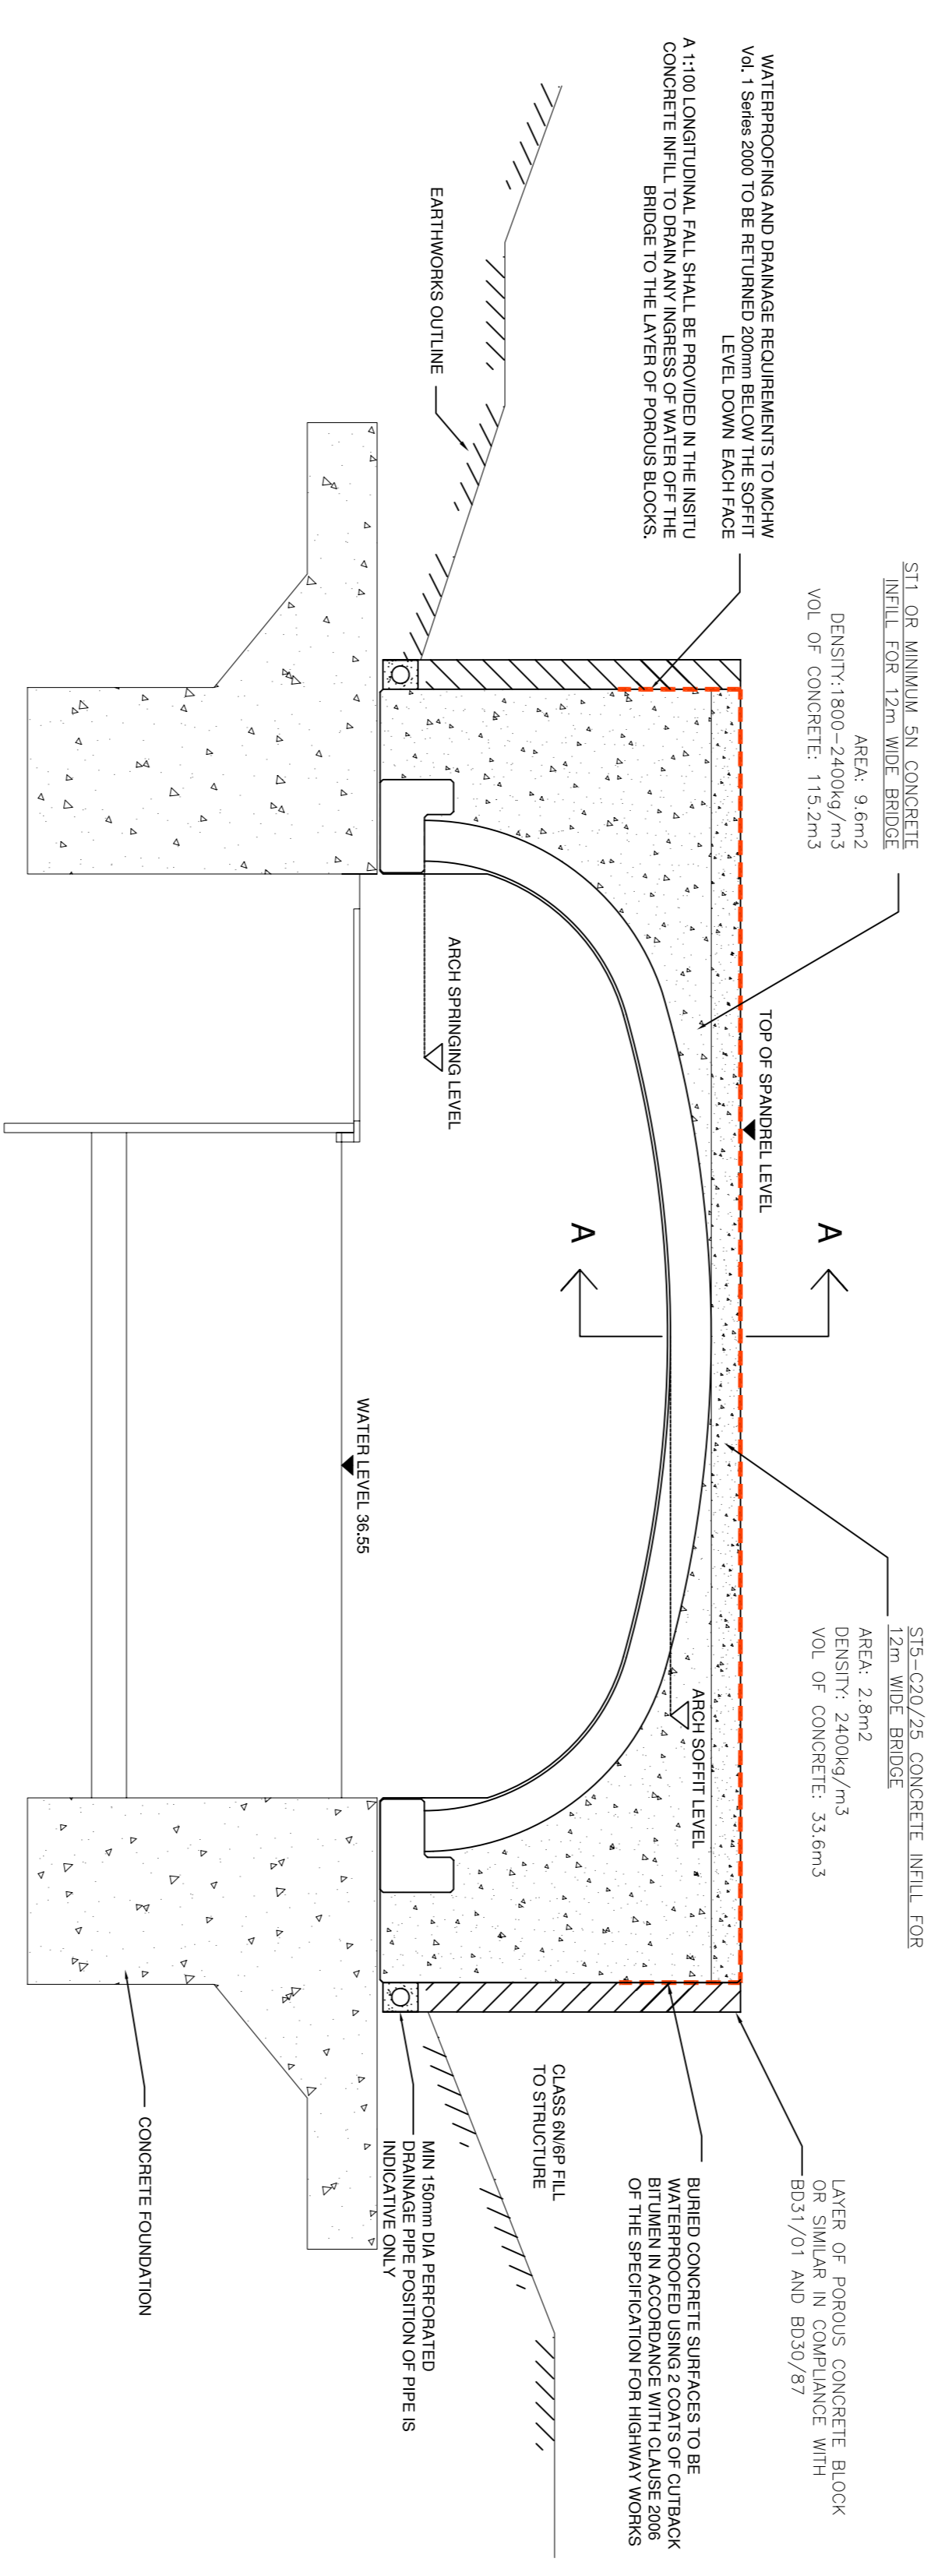 WATERPROOFING AND DRAINAGE REQUIREMENTS TO MCHW
Vol. 1 Series 2000 TO BE RETURNED 200mm BELOW THE SOFFIT
LEVEL DOWN EACH FACE
A 1:100 LONGITUDINAL FALL SHALL BE PROVIDED IN THE INSITU
CONCRETE INFILL TO DRAIN ANY INGRESS OF WATER OFF THE
BRIDGE TO THE LAYER OF POROUS BLOCKS.
EARTHWORKS OUTLINE
ST1 OR MINIMUM 5N CONCRETE
INFILL FOR 12m WIDE BRIDGE
AREA: 9.6m2
DENSITY:1800-2400kg/m3
VOL OF CONCRETE: 115.2m3
TOP OF SPANDREL LEVEL
ARCH SPRINGING LEVEL
A
A
WATER LEVEL 36.55
ST5-C20/25 CONCRETE INFILL FOR
12m WIDE BRIDGE
AREA: 2.8m2
DENSITY: 2400kg/m3
VOL OF CONCRETE: 33.6m3
ARCH SOFFIT LEVEL
LAYER OF POROUS CONCRETE BLOCK
OR SIMILAR IN COMPLIANCE WITH
BD31/01 AND BD30/87
BURIED CONCRETE SURFACES TO BE
WATERPROOFED USING 2 COATS OF CUTBACK
BITUMEN IN ACCORDANCE WITH CLAUSE 2006
OF THE SPECIFICATION FOR HIGHWAY WORKS
CLASS 6N/6P FILL
TO STRUCTURE
MIN 150mm DIA PERFORATED
DRAINAGE PIPE POSITION OF PIPE IS
INDICATIVE ONLY
CONCRETE FOUNDATION